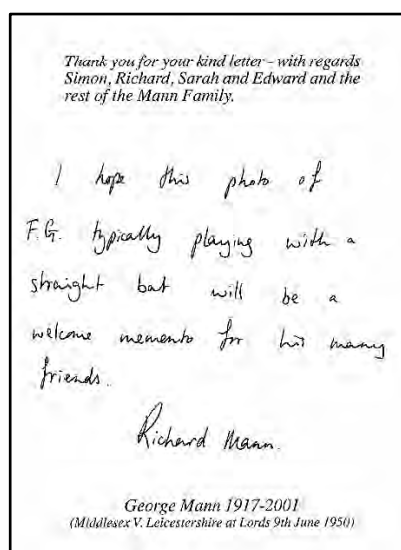 Thank you for your kind letter – with regards
Simon, Richard, Sarah and Edward and the
rest of the Mann Family.
I hope this photo of
F.G. typically playing with a
straight bat will be a
welcome memento for his many
friends.
Richard Mann.
George Mann 1917-2001
(Middlesex V. Leicestershire at Lords 9th June 1950)